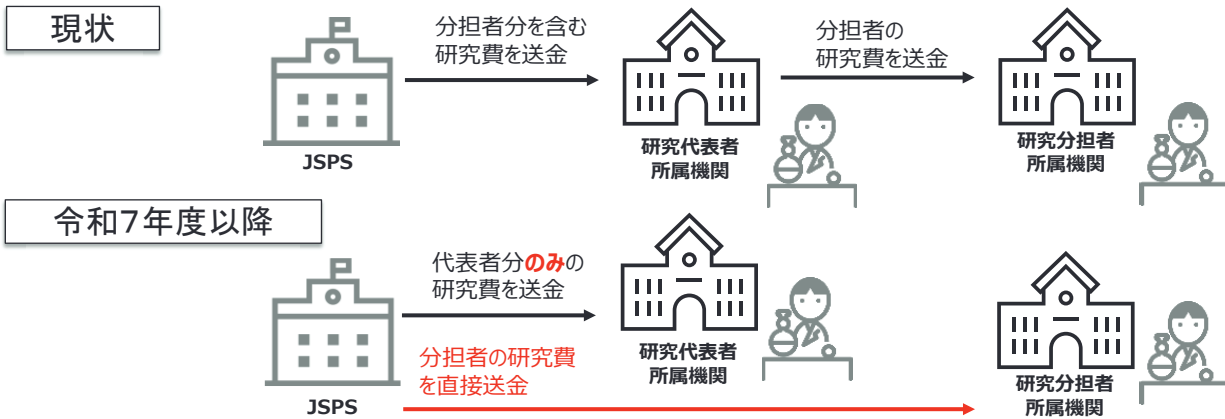 現状
分担者分を含む
研究費を送金
分担者の
研究費を送金
JSPS
研究代表者
所属機関
研究分担者
所属機関
令和7年度以降
代表者分のみの
研究費を送金
分担者の研究費
を直接送金
JSPS
研究代表者
所属機関
研究分担者
所属機関